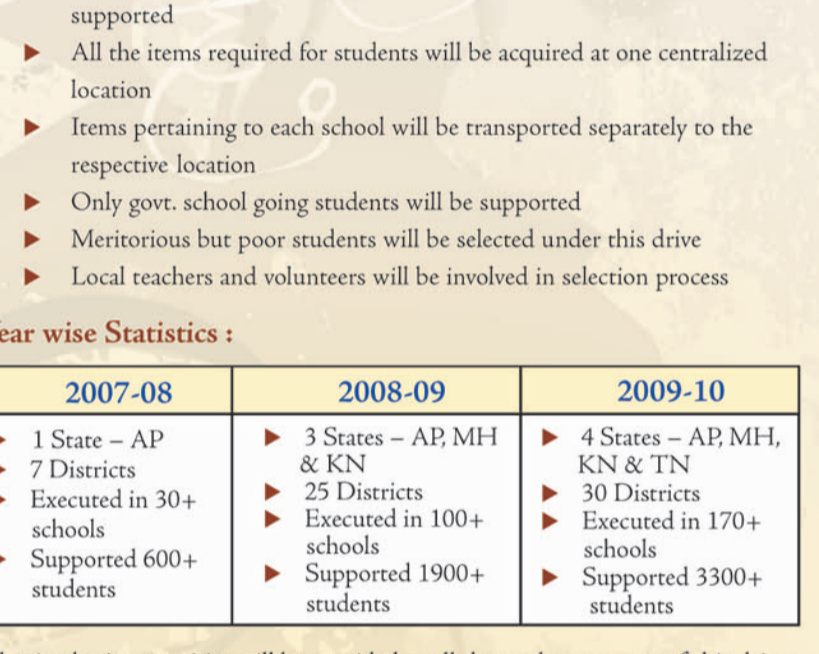 supported
All the items required for students will be acquired at one centralized
location
Items pertaining to each school will be transported separately to the
respective location
Only govt. school going students will be supported
Meritorious but poor students will be selected under this drive
Local teachers and volunteers will be involved in selection process
ear wise Statistics :
2007-08
1 State – AP
7 Districts
Executed in 30+
schools
Supported 600+
students
2008-09
3 States – AP, MH
& KN
25 Districts
Executed in 100+
schools
Supported 1900+
students
2009-10
4 States – AP, MH,
KN & TN
30 Districts
Executed in 170+
schools
Supported 3300+
students